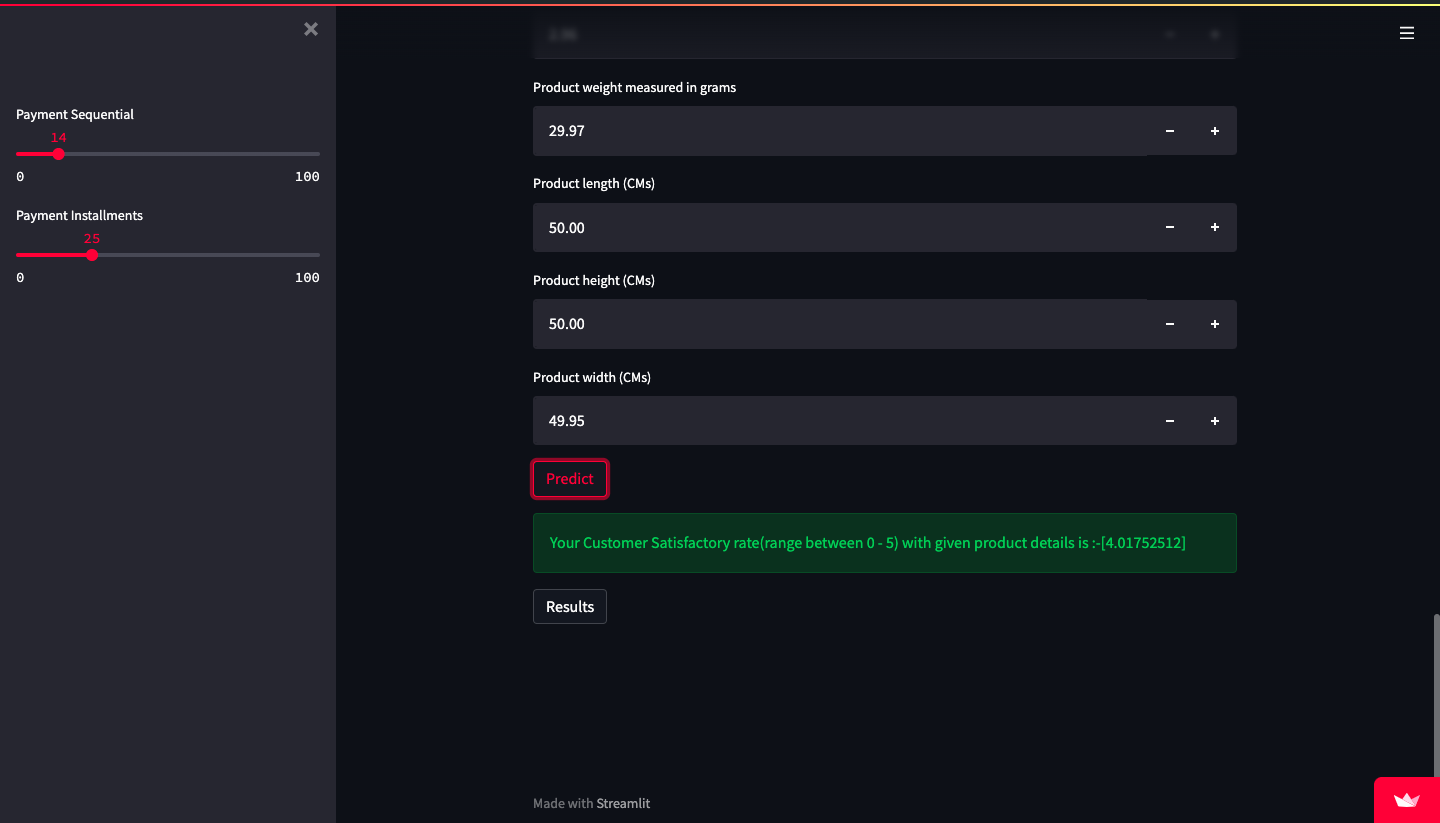 Payment Sequential
14
0 100
Payment Installments
25
0 100
Product weight measured in grams
29.97
Product length (CMs)
50.00
Product height (CMs)
50.00
Product width (CMs)
49.95
Predict
Your Customer Satisfactory rate(range between 0 - 5) with given product details is :-[4.01752512]
Results
Made with Streamlit